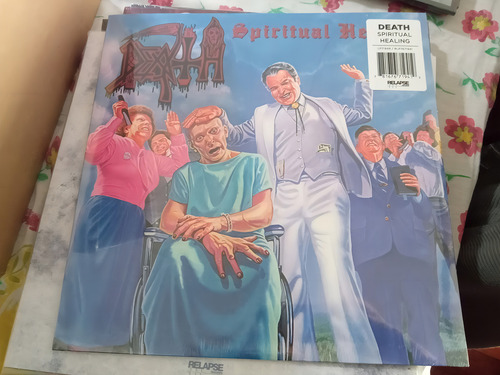 DEATH
Spiritual He
DEATH
SPIRITUAL
HEALING
RELAPSE
RELAPSE